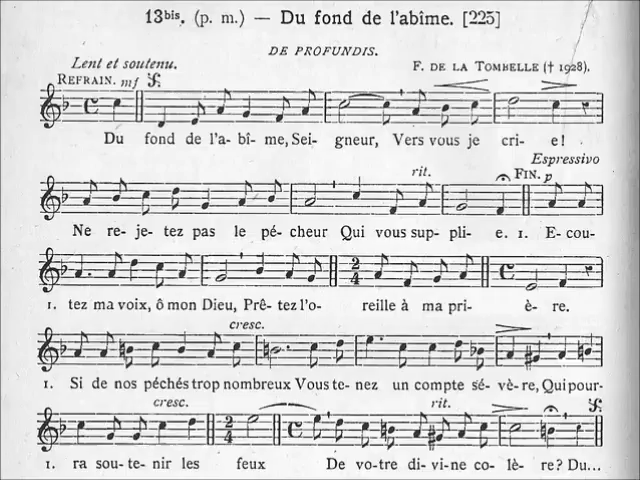 13bis. (p. m.) — Du fond de l'abîme. [225]
DE PROFUNDIS.
Lent et soutenu.
F. DE LA TOMBELLE († 1928).
REFRAIN. mf
Du fond de l'a- bî- me, Sei- gneur, Vers vous je cri- e!
rit. Espressivo
FIN. p
Ne re- je- tez pas le pé- cheur Qui vous sup- pli- e. 1. E- cou-
1. tez ma voix, ô mon Dieu, Prê- tez l'o- reille à ma pri- è- re.
cresc.
1. Si de nos péchés trop nombreux Vous te- nez un compte sé- vè- re, Qui pour-
cresc. rit.
1. ra sou- te- nir les feux De vo- tre di- vi- ne co- lè- re? Du...